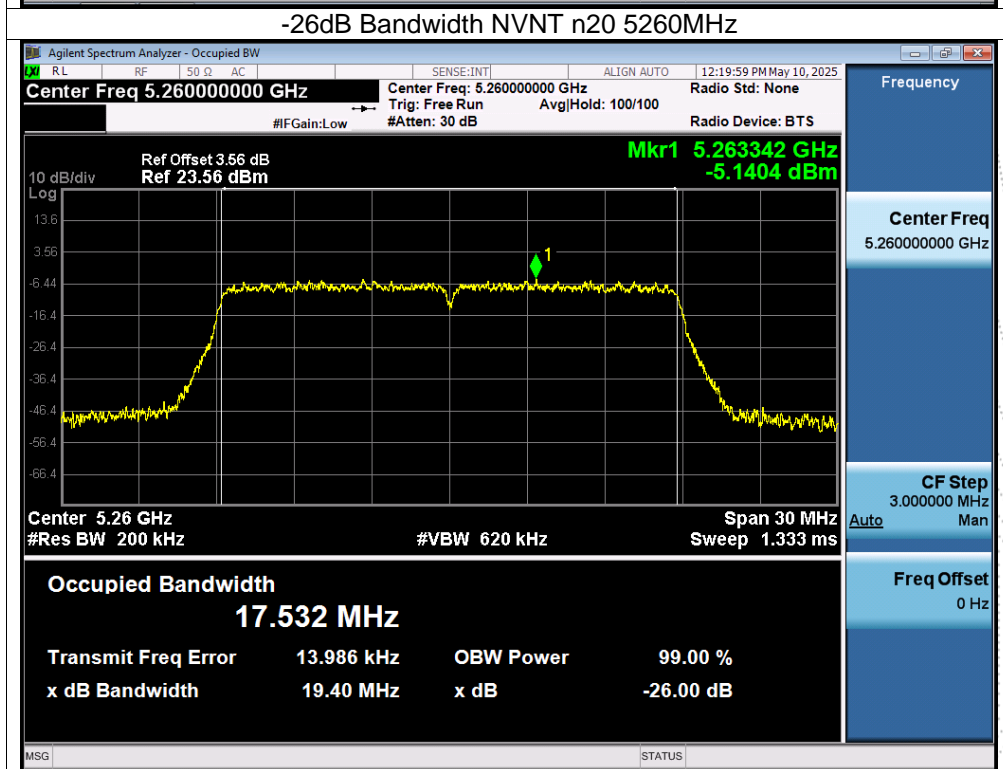 -26dB Bandwidth NVNT n20 5260MHz
Agilent Spectrum Analyzer - Occupied BW
LXI RL RF 50 Ω AC SENSE:INT ALIGN AUTO 12:19:59 PM May 10, 2025
Center Freq 5.260000000 GHz
Center Freq: 5.260000000 GHz
Radio Std: None
Trig: Free Run Avg|Hold: 100/100
#IFGain:Low
#Atten: 30 dB
Radio Device: BTS
Mkr1 5.263342 GHz
-5.1404 dBm
Ref Offset 3.56 dB
10 dB/div Ref 23.56 dBm
Log
13.6
3.56
-6.44
-16.4
-26.4
-36.4
-46.4
-56.4
-66.4
1
Center 5.26 GHz Span 30 MHz
#Res BW 200 kHz #VBW 620 kHz Sweep 1.333 ms
Occupied Bandwidth
17.532 MHz
Transmit Freq Error 13.986 kHz OBW Power 99.00 %
x dB Bandwidth 19.40 MHz x dB -26.00 dB
Frequency
Center Freq
5.260000000 GHz
CF Step
3.000000 MHz
Auto Man
Freq Offset
0 Hz
MSG STATUS